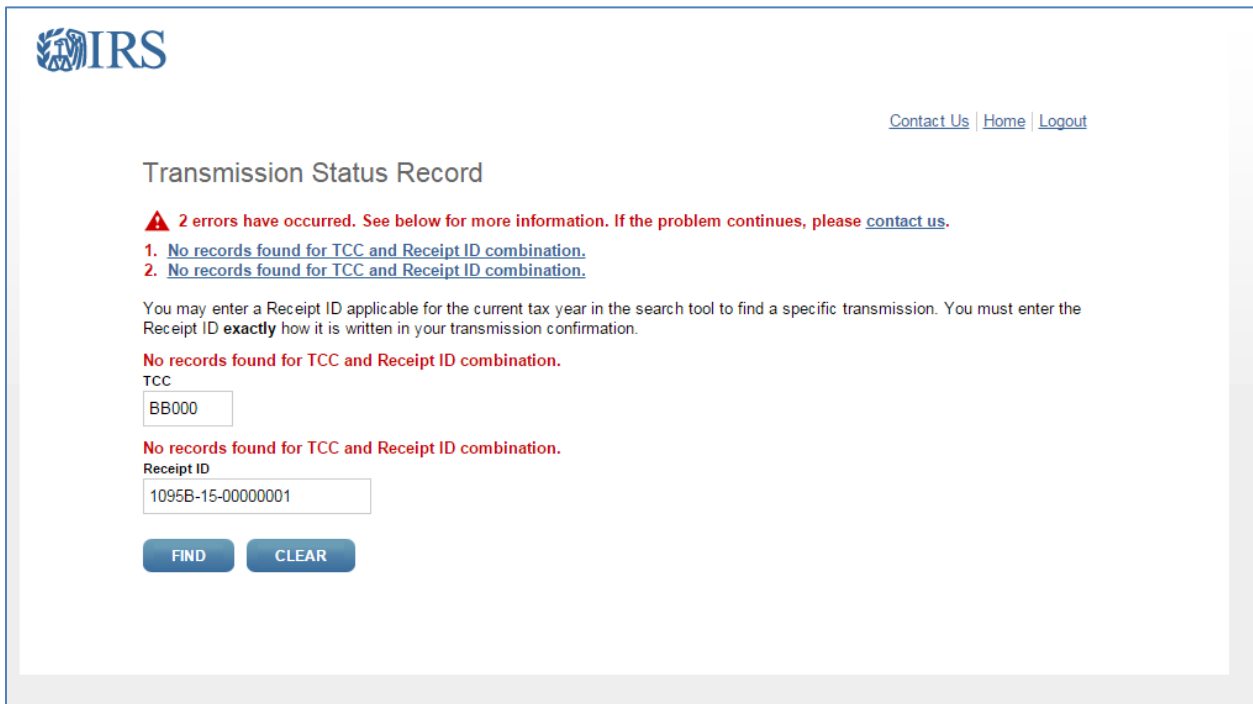 IRS
Contact Us | Home | Logout
Transmission Status Record
2 errors have occurred. See below for more information. If the problem continues, please contact us.
1. No records found for TCC and Receipt ID combination.
2. No records found for TCC and Receipt ID combination.
You may enter a Receipt ID applicable for the current tax year in the search tool to find a specific transmission. You must enter the
Receipt ID exactly how it is written in your transmission confirmation.
No records found for TCC and Receipt ID combination.
TCC
BB000
No records found for TCC and Receipt ID combination.
Receipt ID
1095B-15-00000001
FIND CLEAR